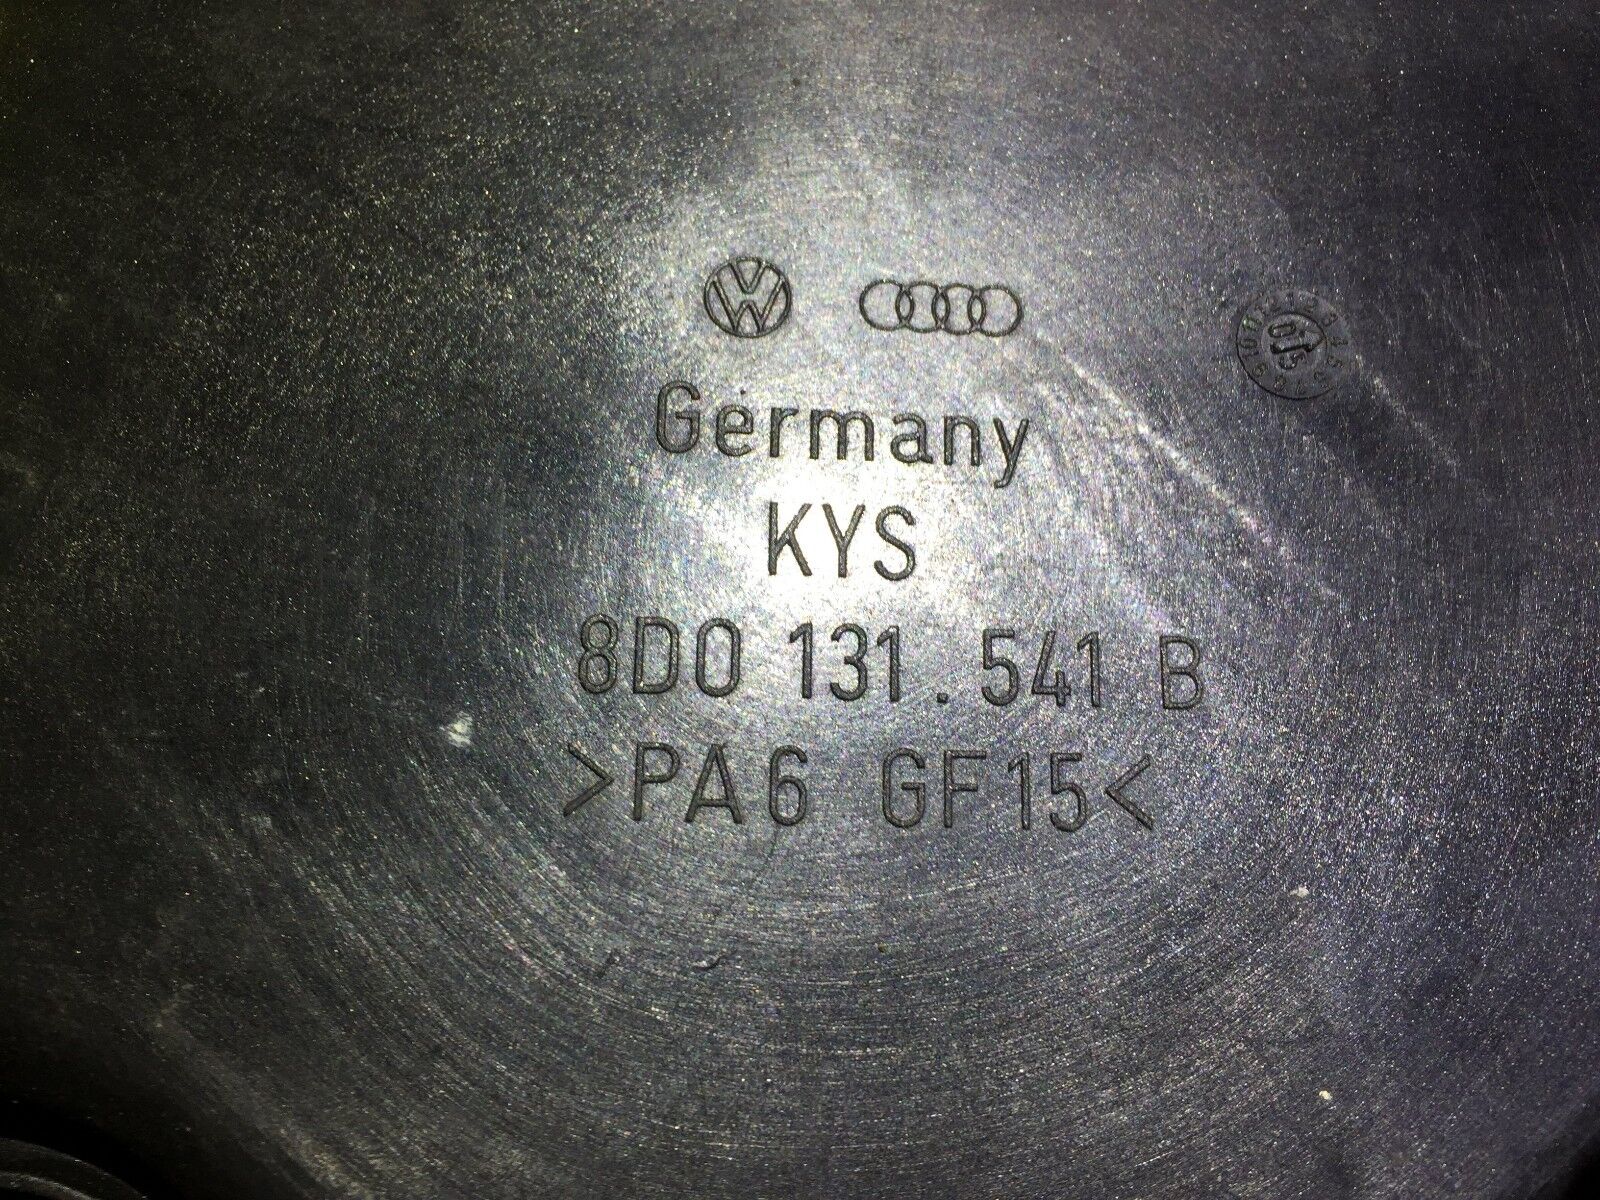 Germany
KYS
8D0 131.541 B
>PA6 GF15<